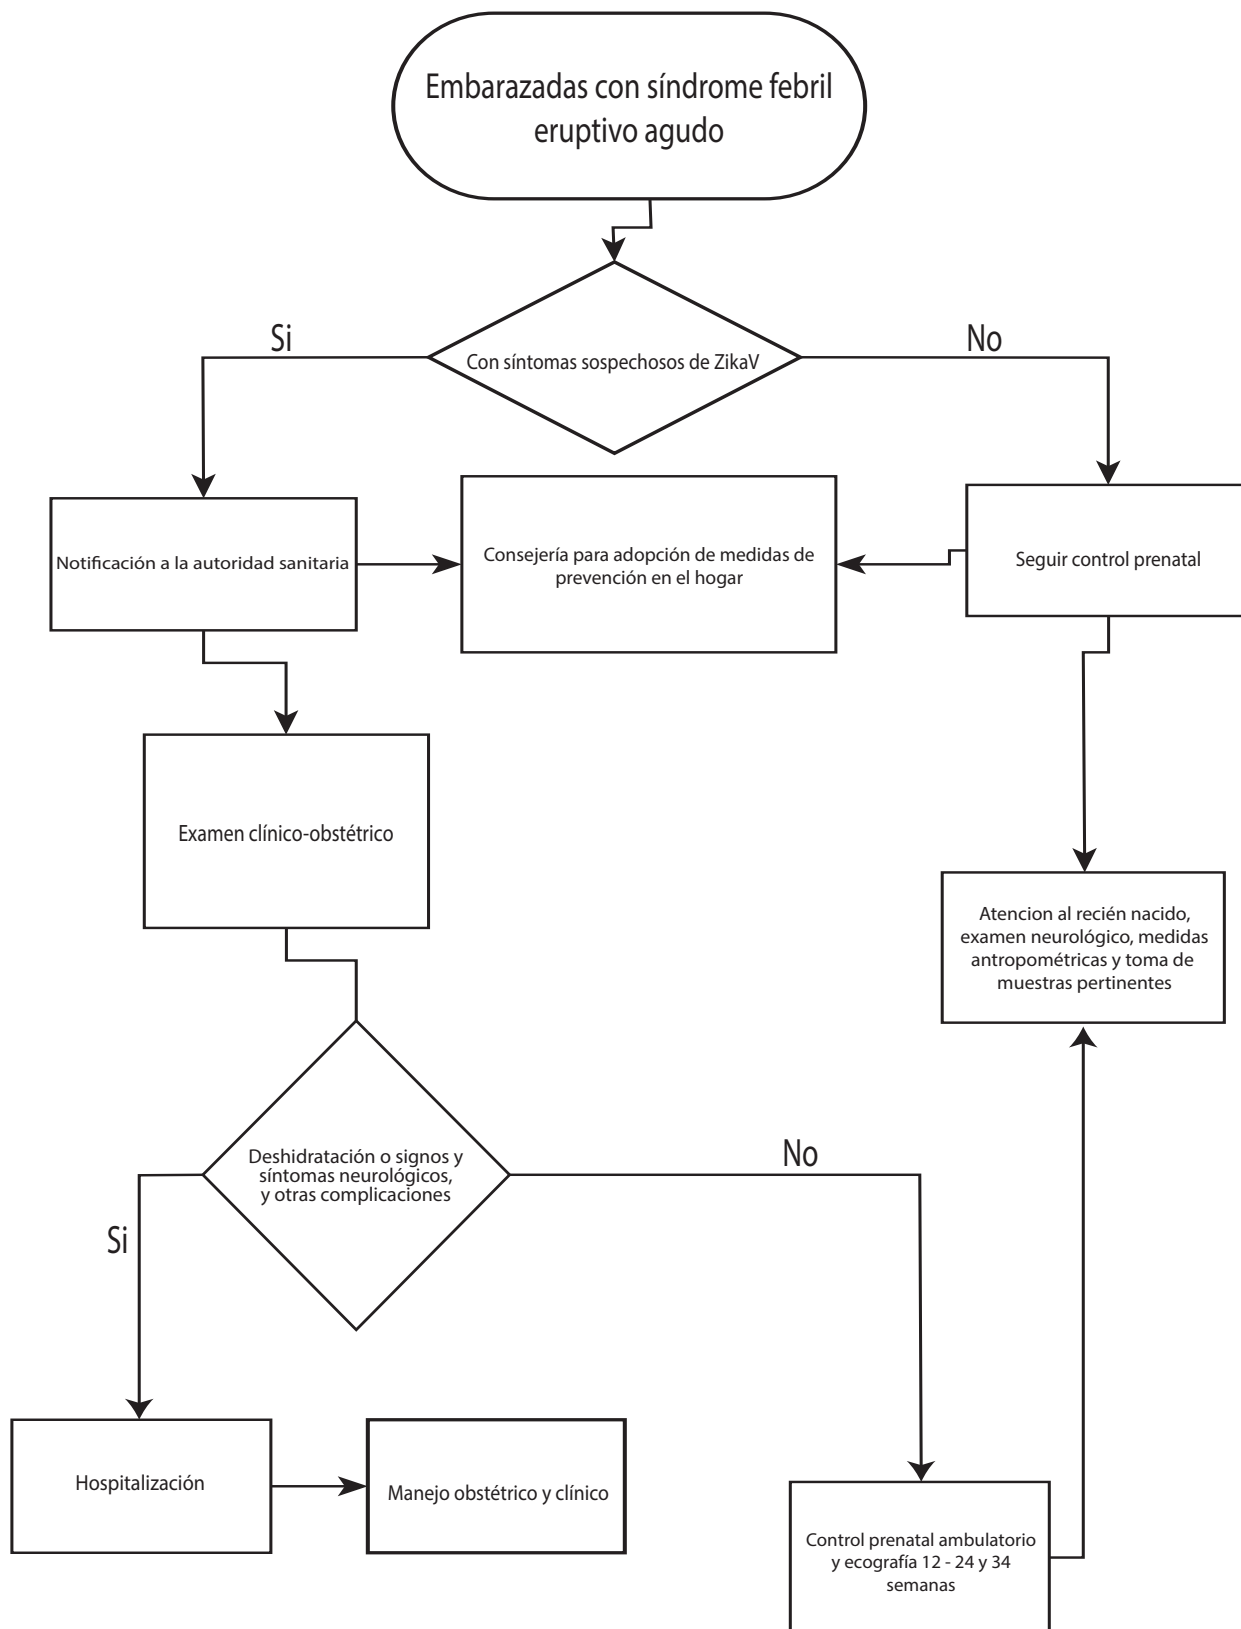 Embarazadas con síndrome febril
eruptivo agudo
Si
No
Con síntomas sospechosos de ZikaV
Notificación a la autoridad sanitaria
Consejería para adopción de medidas de
prevención en el hogar
Seguir control prenatal
Examen clínico-obstétrico
Atencion al recién nacido,
examen neurológico, medidas
antropométricas y toma de
muestras pertinentes
Deshidratación o signos y
síntomas neurológicos,
y otras complicaciones
No
Si
Hospitalización
Manejo obstétrico y clínico
Control prenatal ambulatorio
y ecografía 12 - 24 y 34
semanas